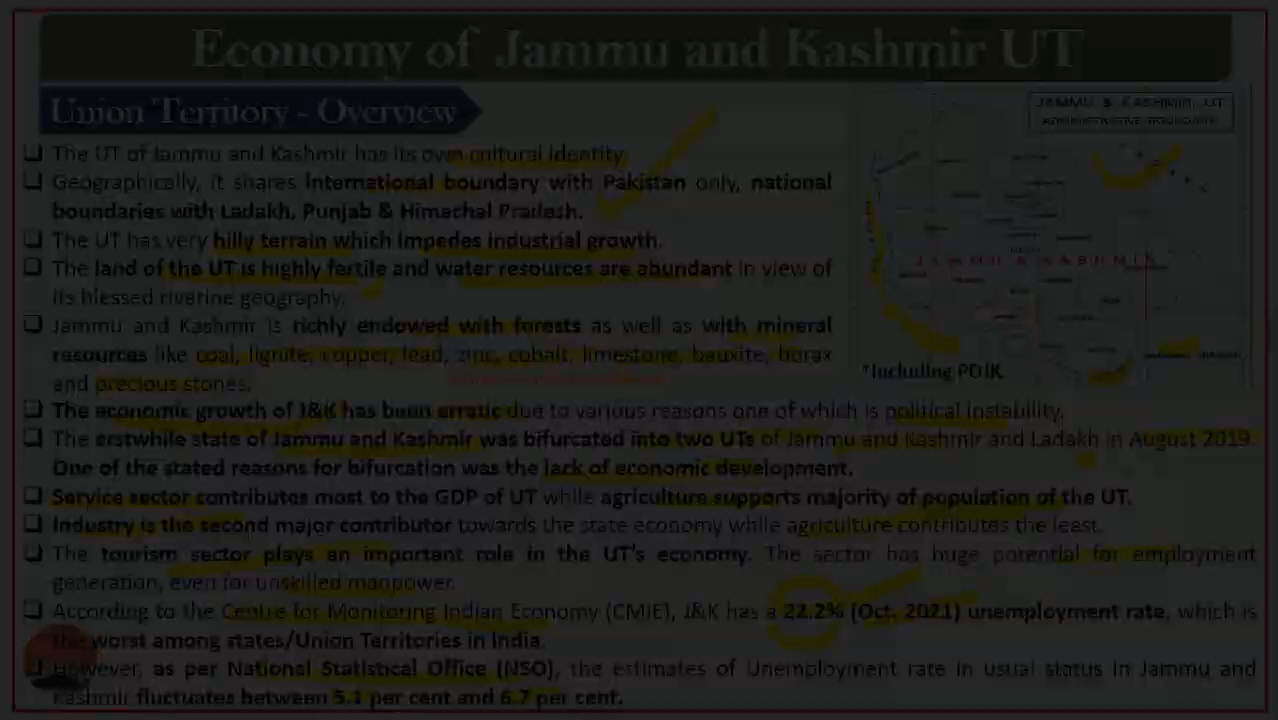 Economy of Jammu and Kashmir UT
Union Territory - Overview
JAMMU & KASHMIR, UT
❑ The UT of Jammu and Kashmir has its own cultural identity.
❑ Geographically, it shares international boundary with Pakistan only, national
boundaries with Ladakh, Punjab & Himachal Pradesh.
❑ The UT has very hilly terrain which impedes industrial growth.
❑ The land of the UT is highly fertile and water resources are abundant in view of
its blessed riverine geography.
JAMMU & KASHMIR
❑ Jammu and Kashmir is richly endowed with forests as well as with mineral
resources like coal, lignite, copper, lead, zinc, cobalt, limestone, bauxite, borax
and precious stones.
*Including POJK
❑ The economic growth of J&K has been erratic due to various reasons one of which is political instability.
❑ The erstwhile state of Jammu and Kashmir was bifurcated into two UTs of Jammu and Kashmir and Ladakh in August 2019.
One of the stated reasons for bifurcation was the lack of economic development.
❑ Service sector contributes most to the GDP of UT while agriculture supports majority of population of the UT.
❑ Industry is the second major contributor towards the state economy while agriculture contributes the least.
❑ The tourism sector plays an important role in the UT's economy. The sector has huge potential for employment
generation, even for unskilled manpower.
❑ According to the Centre for Monitoring Indian Economy (CMIE), J&K has a 22.2% (Oct. 2021) unemployment rate, which is
the worst among states/Union Territories in India.
❑ However, as per National Statistical Office (NSO), the estimates of Unemployment rate in usual status in Jammu and
Kashmir fluctuates between 5.1 per cent and 6.7 per cent.